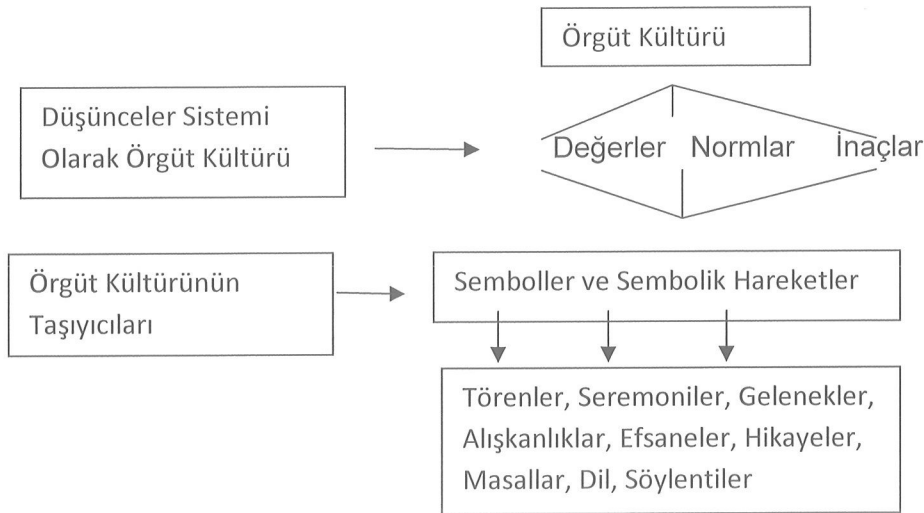 Örgüt Kültürü
Düşünceler Sistemi
Olarak Örgüt Kültürü
Değerler Normlar İnaçlar
Örgüt Kültürünün
Taşıyıcıları
Semboller ve Sembolik Hareketler
Törenler, Seremoniler, Gelenekler,
Alışkanlıklar, Efsaneler, Hikayeler,
Masallar, Dil, Söylentiler